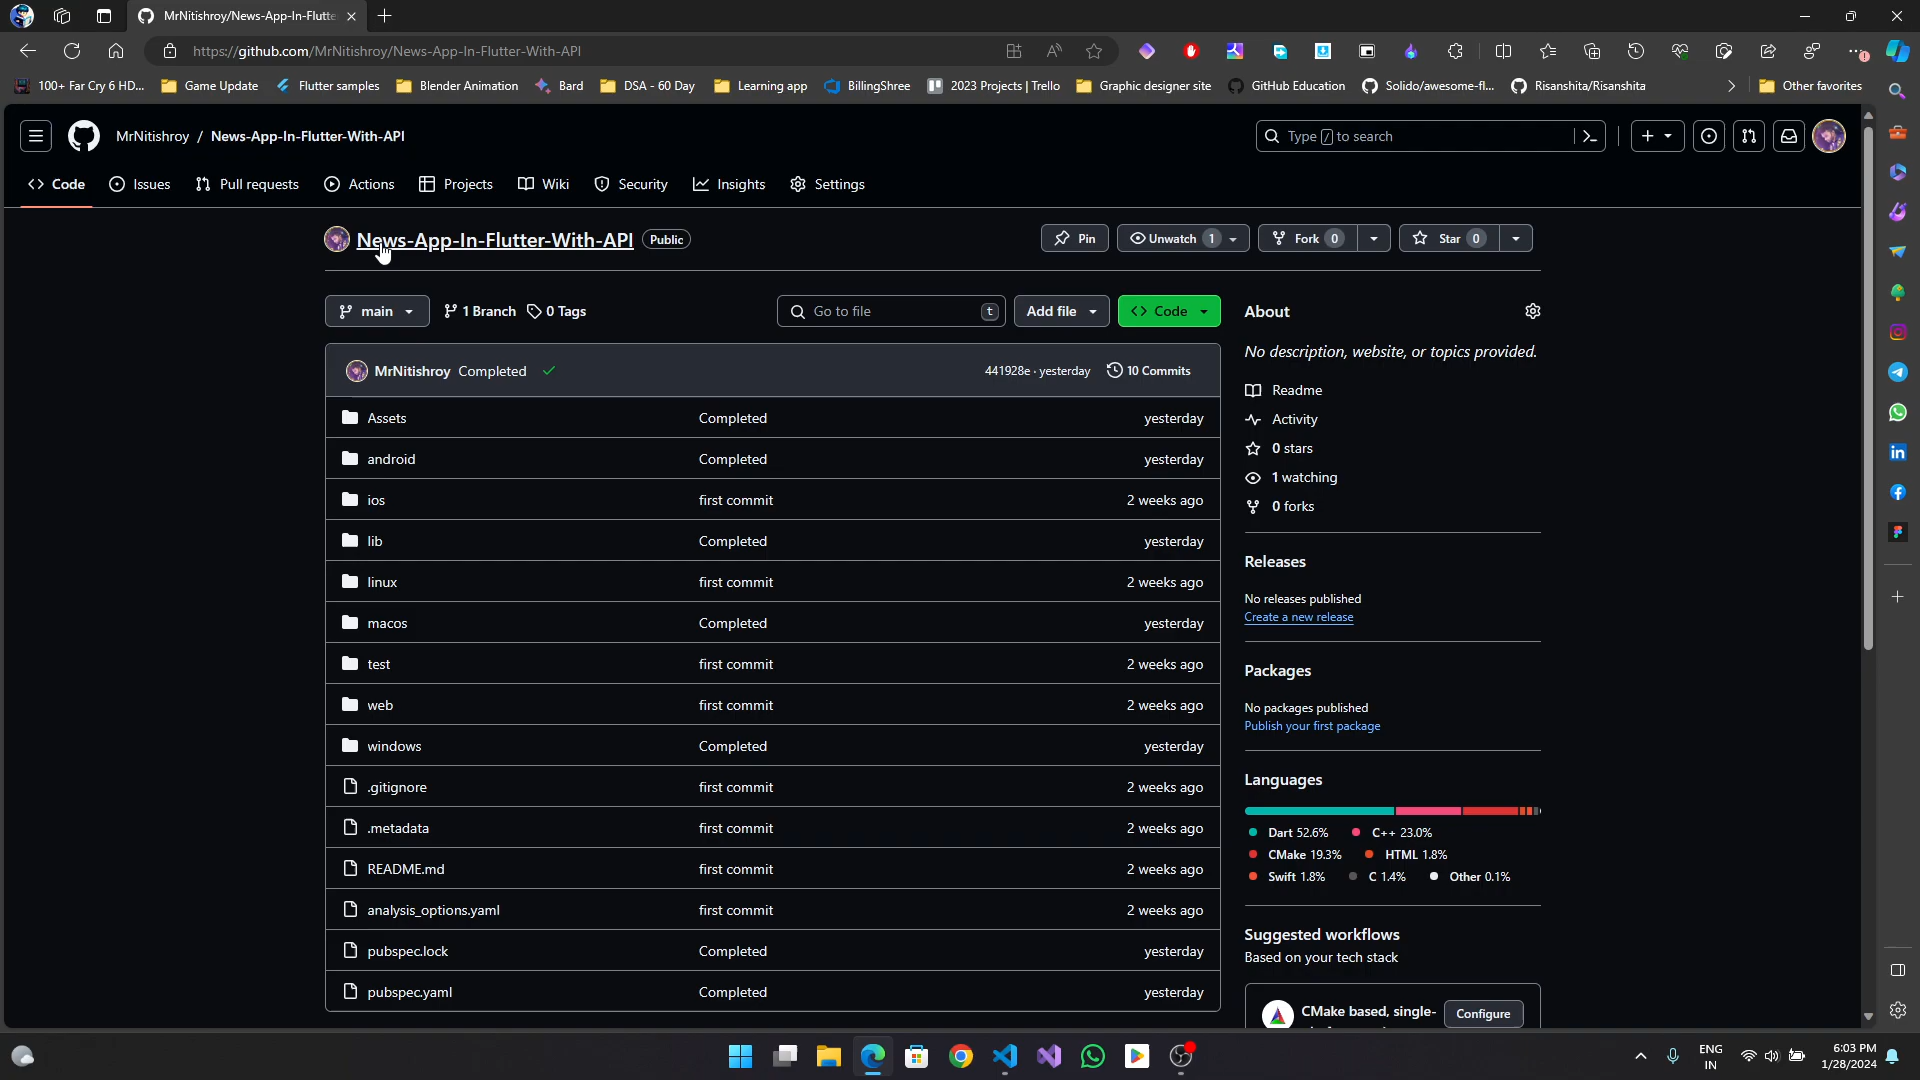 MrNitishroy/News-App-In-Flutte
https://github.com/MrNitishroy/News-App-In-Flutter-With-API
100+ Far Cry 6 HD... Game Update Flutter samples Blender Animation Bard DSA - 60 Day Learning app BillingShree 2023 Projects | Trello Graphic designer site GitHub Education Solido/awesome-fl... Risanshita/Risanshita Other favorites
MrNitishroy / News-App-In-Flutter-With-API Type / to search
Code Issues Pull requests Actions Projects Wiki Security Insights Settings
News-App-In-Flutter-With-API Public Pin Unwatch 1 Fork 0 Star 0
main 1 Branch 0 Tags Go to file t Add file Code
MrNitishroy Completed 441928e · yesterday 10 Commits
Assets Completed yesterday
android Completed yesterday
ios first commit 2 weeks ago
lib Completed yesterday
linux first commit 2 weeks ago
macos Completed yesterday
test first commit 2 weeks ago
web first commit 2 weeks ago
windows Completed yesterday
.gitignore first commit 2 weeks ago
.metadata first commit 2 weeks ago
README.md first commit 2 weeks ago
analysis_options.yaml first commit 2 weeks ago
pubspec.lock Completed yesterday
pubspec.yaml Completed yesterday
About
No description, website, or topics provided.
Readme
Activity
0 stars
1 watching
0 forks
Releases
No releases published
Create a new release
Packages
No packages published
Publish your first package
Languages
Dart 52.6% C++ 23.0%
CMake 19.3% HTML 1.8%
Swift 1.8% C 1.4% Other 0.1%
Suggested workflows
Based on your tech stack
CMake based, single- Configure
ENG
IN
6:03 PM
1/28/2024